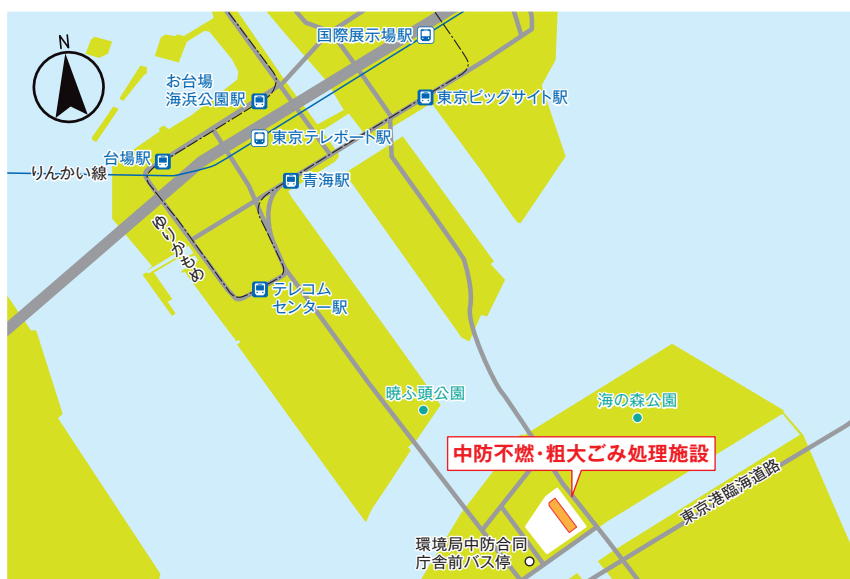 N
国際展示場駅
お台場
海浜公園駅
東京ビッグサイト駅
東京テレポート駅
台場駅
りんかい線
青海駅
ゆりかもめ
テレコム
センター駅
暁ふ頭公園
海の森公園
中防不燃・粗大ごみ処理施設
東京港臨海道路
環境局中防合同
庁舎前バス停